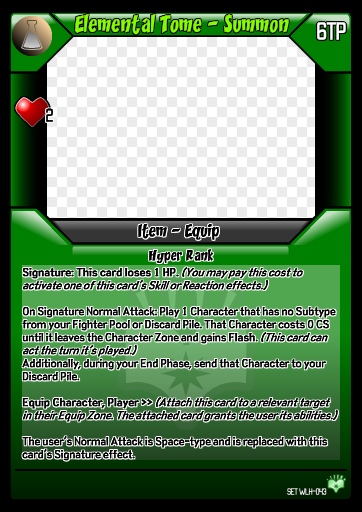 Elemental Tome - Summon
6TP
2
Item - Equip
Hyper Rank
Signature: This card loses 1 HP. (You may pay this cost to
activate one of this card's Skill or Reaction effects.)
On Signature Normal Attack: Play 1 Character that has no Subtype
from your Fighter Pool or Discard Pile. That Character costs 0 CS
until it leaves the Character Zone and gains Flash. (This card can
act the turn it's played.)
Additionally, during your End Phase, send that Character to your
Discard Pile.
Equip Character, Player >> (Attach this card to a relevant target
in their Equip Zone. The attached card grants the user its abilities.)
The user's Normal Attack is Space-type and is replaced with this
card's Signature effect.
SET WLH-043